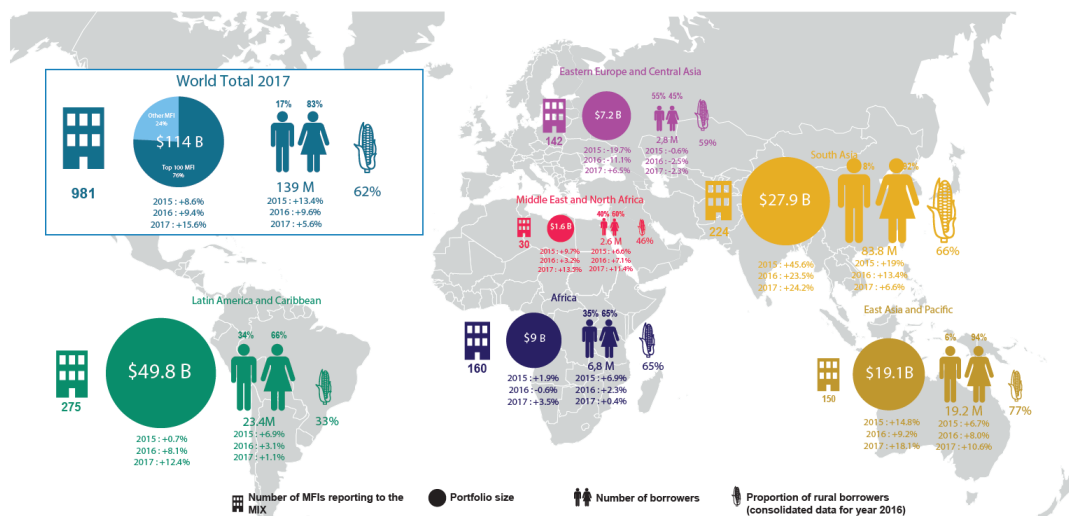 World Total 2017
Other MFI
24%
$114 B
Top 100 MFI
76%
17% 83%
981
139 M
62%
2015 : +8.6%
2016 : +9.4%
2017 : +15.6%
2015 : +13.4%
2016 : +9.6%
2017 : +5.6%
Eastern Europe and Central Asia
$7.2 B
55% 45%
142
2,8 M
59%
2015 : -19.7%
2016 : -11.1%
2017 : +6.5%
2015 : -0.6%
2016 : -2.5%
2017 : -2.3%
South Asia
8% 92%
$27.9 B
224
83.8 M
66%
2015 : +45.6%
2016 : +23.5%
2017 : +24.2%
2015 : +19%
2016 : +13.4%
2017 : +6.6%
Middle East and North Africa
$1.6 B
40% 60%
30
2.6 M
46%
2015 : +9.7%
2016 : +3.2%
2017 : +13.3%
2015 : +6.6%
2016 : +7.1%
2017 : +11.4%
Latin America and Caribbean
$49.8 B
34% 66%
275
23.4M
33%
2015 : +0.7%
2016 : +8.1%
2017 : +12.4%
2015 : +6.9%
2016 : +3.1%
2017 : +1.1%
Africa
$9 B
35% 65%
160
6,8 M
65%
2015 : +1.9%
2016 : -0.6%
2017 : +3.5%
2015 : +6.9%
2016 : +2.3%
2017 : +0.4%
East Asia and Pacific
$19.1B
6% 94%
150
19.2 M
77%
2015 : +14.8%
2016 : +9.2%
2017 : +18.1%
2015 : +6.7%
2016 : +8.0%
2017 : +10.6%
Number of MFIs reporting to the
MIX
Portfolio size
Number of borrowers
Proportion of rural borrowers
(consolidated data for year 2016)